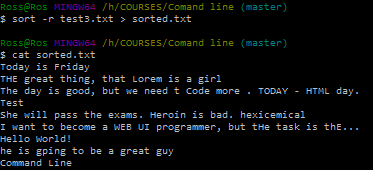 Ross@Ros MINGW64 /h/COURSES/Comand line (master)
$ sort -r test3.txt > sorted.txt
Ross@Ros MINGW64 /h/COURSES/Comand line (master)
$ cat sorted.txt
Today is Friday
THE great thing, that Lorem is a girl
The day is good, but we need t Code more . TODAY - HTML day.
Test
She will pass the exams. Heroin is bad. hexicemical
I want to become a WEB UI programmer, but tHe task is thE...
Hello World!
he is gping to be a great guy
Command Line